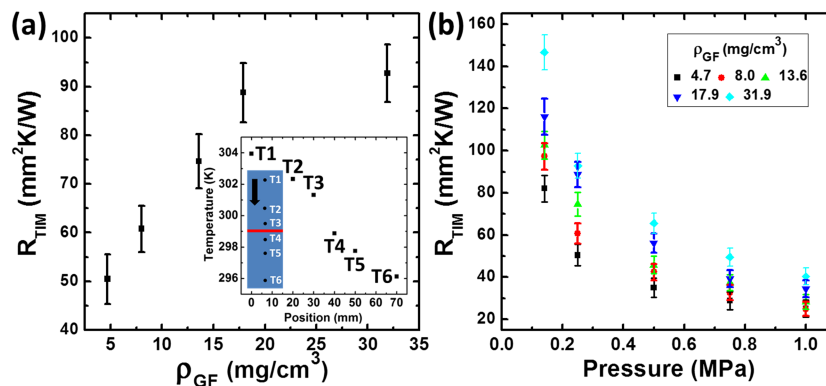 (a)
R_TIM (mm²K/W)
100
90
80
70
60
50
40
5 10 15 20 25 30 35
ρ_GF (mg/cm³)
Temperature (K)
304
302
300
298
296
0 10 20 30 40 50 60 70
Position (mm)
T1
T2
T3
T4
T5
T6
T1
T2
T3
T4
T5
T6
(b)
R_TIM (mm²K/W)
160
140
120
100
80
60
40
20
0.0 0.2 0.4 0.6 0.8 1.0
Pressure (MPa)
ρ_GF (mg/cm³)
4.7 8.0 13.6
17.9 31.9